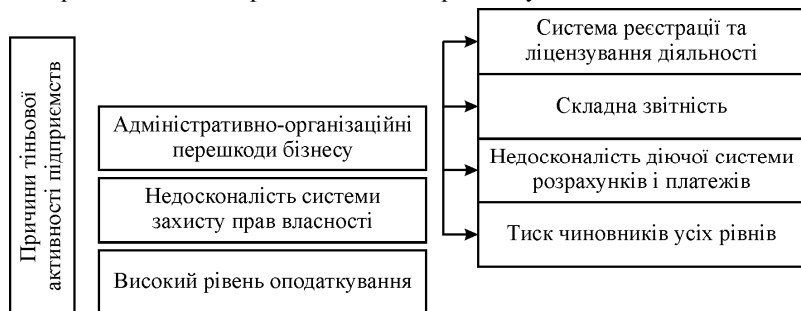 Причини тіньової
активності підприємств
Адміністративно-організаційні
перешкоди бізнесу
Недосконалість системи
захисту прав власності
Високий рівень оподаткування
Система реєстрації та
ліцензування діяльності
Складна звітність
Недосконалість діючої системи
розрахунків і платежів
Тиск чиновників усіх рівнів